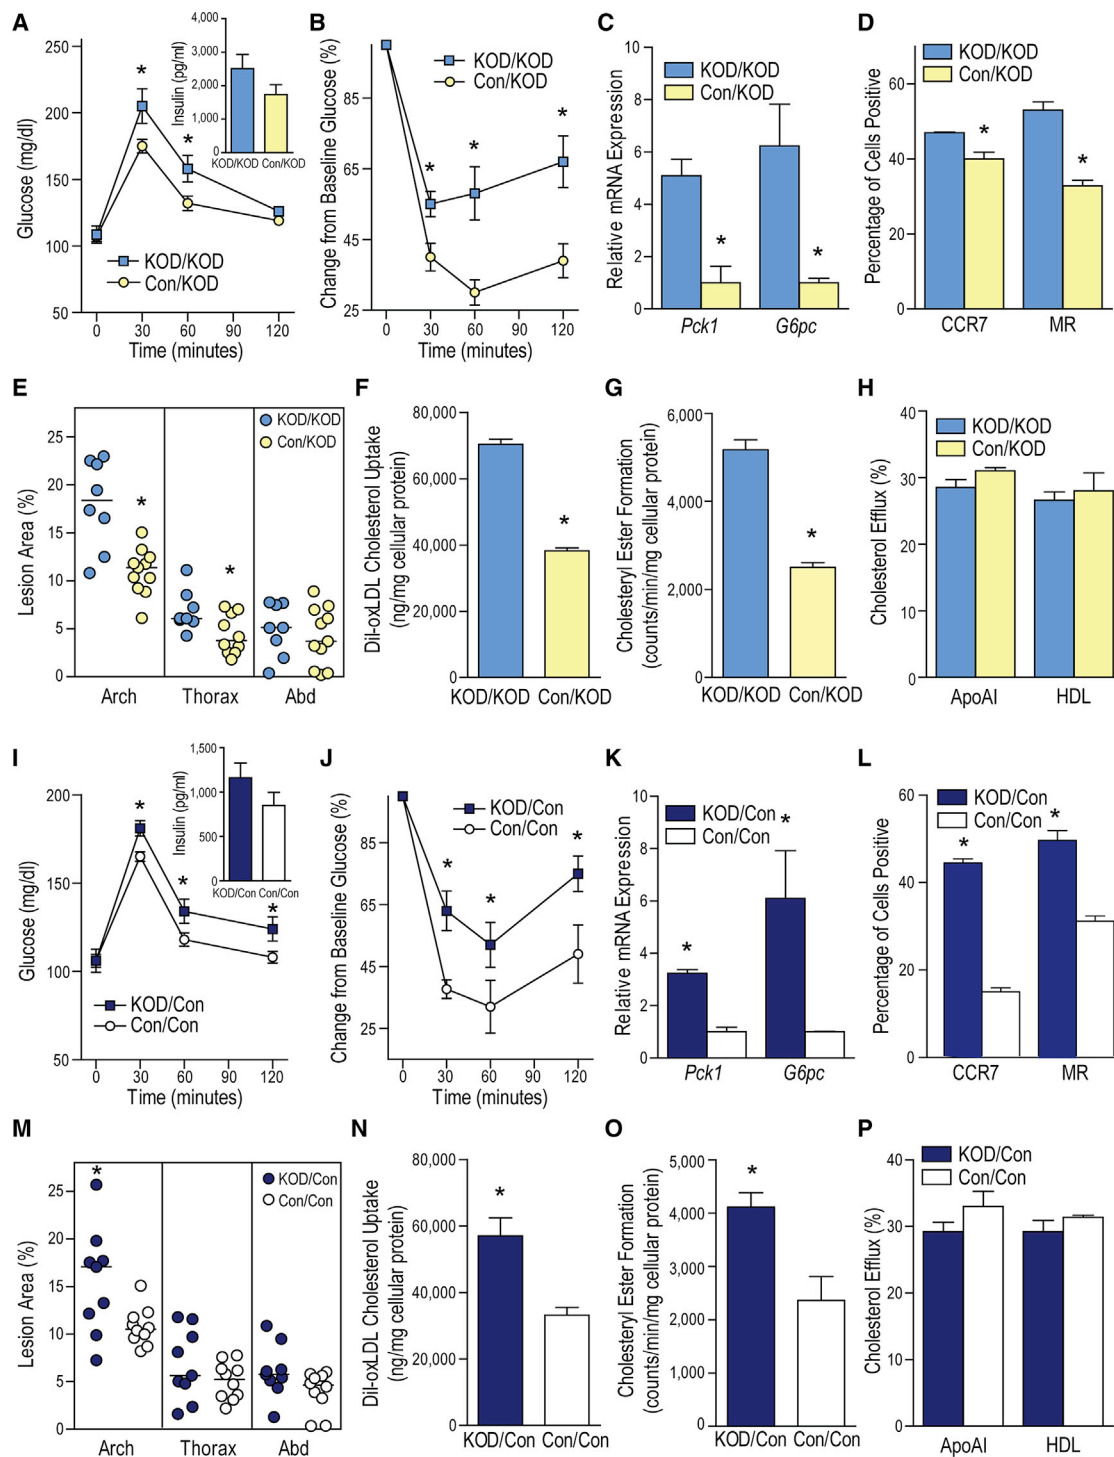 A
Glucose (mg/dl)
250
200
150
100
50
0 30 60 90 120
Time (minutes)
KOD/KOD
Con/KOD
*
*
Insulin (pg/ml)
4,000
3,000
2,000
1,000
0
KOD/KOD Con/KOD
B
Change from Baseline Glucose (%)
85
65
45
25
0 30 60 90 120
Time (minutes)
KOD/KOD
Con/KOD
*
*
*
C
Relative mRNA Expression
10
8
6
4
2
0
KOD/KOD
Con/KOD
*
*
Pck1 G6pc
D
Percentage of Cells Positive
60
40
20
0
KOD/KOD
Con/KOD
*
*
CCR7 MR
E
Lesion Area (%)
25
20
15
10
5
0
KOD/KOD
Con/KOD
*
*
Arch Thorax Abd
F
DiI-oxLDL Cholesterol Uptake
(ng/mg cellular protein)
80,000
60,000
40,000
20,000
0
*
KOD/KOD Con/KOD
G
Cholesteryl Ester Formation
(counts/min/mg cellular protein)
6,000
4,000
2,000
0
*
KOD/KOD Con/KOD
H
Cholesterol Efflux (%)
40
30
20
10
0
KOD/KOD
Con/KOD
ApoAI HDL
I
Glucose (mg/dl)
200
150
100
50
0 30 60 90 120
Time (minutes)
KOD/Con
Con/Con
*
*
*
Insulin (pg/ml)
1,500
1,000
500
0
KOD/Con Con/Con
J
Change from Baseline Glucose (%)
85
65
45
25
0 30 60 90 120
Time (minutes)
KOD/Con
Con/Con
*
*
*
K
Relative mRNA Expression
10
8
6
4
2
0
KOD/Con
Con/Con
*
*
Pck1 G6pc
L
Percentage of Cells Positive
60
40
20
0
KOD/Con
Con/Con
*
*
CCR7 MR
M
Lesion Area (%)
25
20
15
10
5
0
KOD/Con
Con/Con
*
Arch Thorax Abd
N
DiI-oxLDL Cholesterol Uptake
(ng/mg cellular protein)
80,000
60,000
40,000
20,000
0
*
KOD/Con Con/Con
O
Cholesteryl Ester Formation
(counts/min/mg cellular protein)
5,000
4,000
3,000
2,000
1,000
0
*
KOD/Con Con/Con
P
Cholesterol Efflux (%)
40
30
20
10
0
KOD/Con
Con/Con
ApoAI HDL